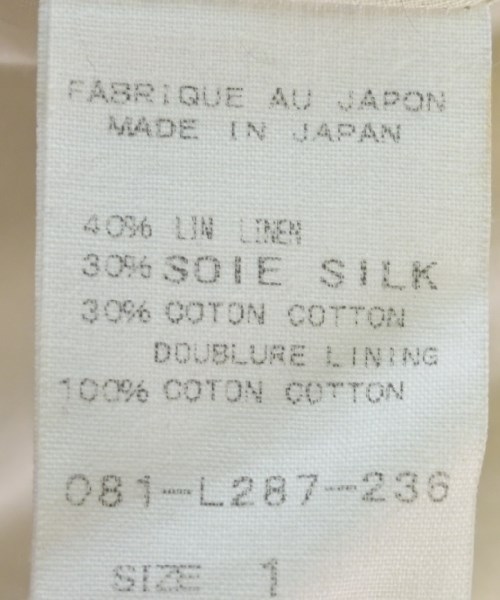 FABRIQUE AU JAPON
MADE IN JAPAN
40% LIN LINEN
30% SOIE SILK
30% COTON COTTON
DOUBLURE LINING
100% COTON COTTON
081-L287-236
SIZE 1